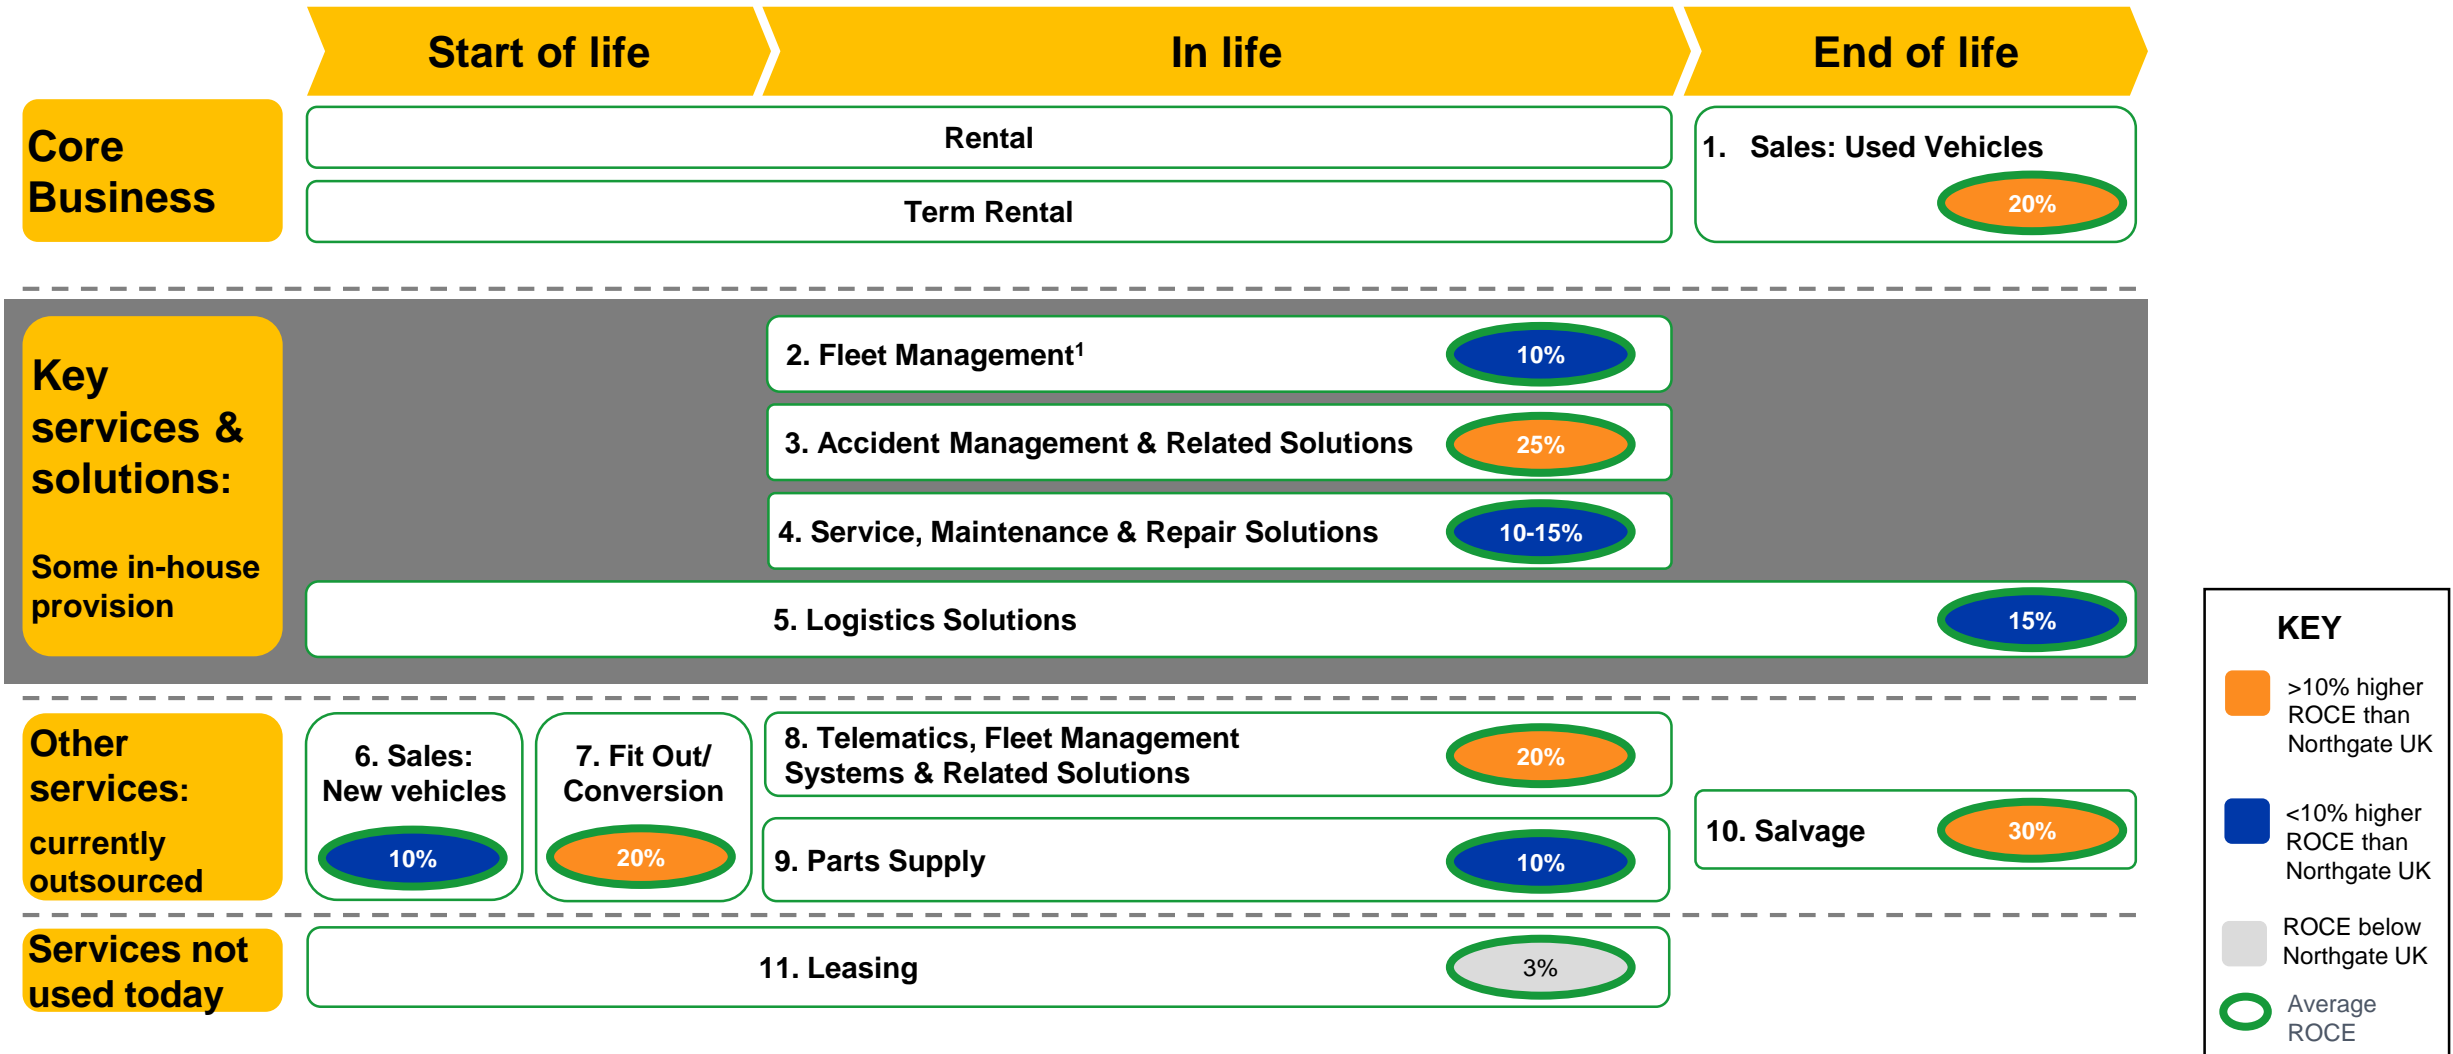 Start of life
In life
End of life
Core
Business
Rental
Term Rental
1. Sales: Used Vehicles
20%
Key
services &
solutions:
Some in-house
provision
2. Fleet Management¹
10%
3. Accident Management & Related Solutions
25%
4. Service, Maintenance & Repair Solutions
10-15%
5. Logistics Solutions
15%
Other
services:
currently
outsourced
6. Sales:
New vehicles
10%
7. Fit Out/
Conversion
20%
8. Telematics, Fleet Management
Systems & Related Solutions
20%
9. Parts Supply
10%
10. Salvage
30%
Services not
used today
11. Leasing
3%
KEY
>10% higher
ROCE than
Northgate UK
<10% higher
ROCE than
Northgate UK
ROCE below
Northgate UK
Average
ROCE